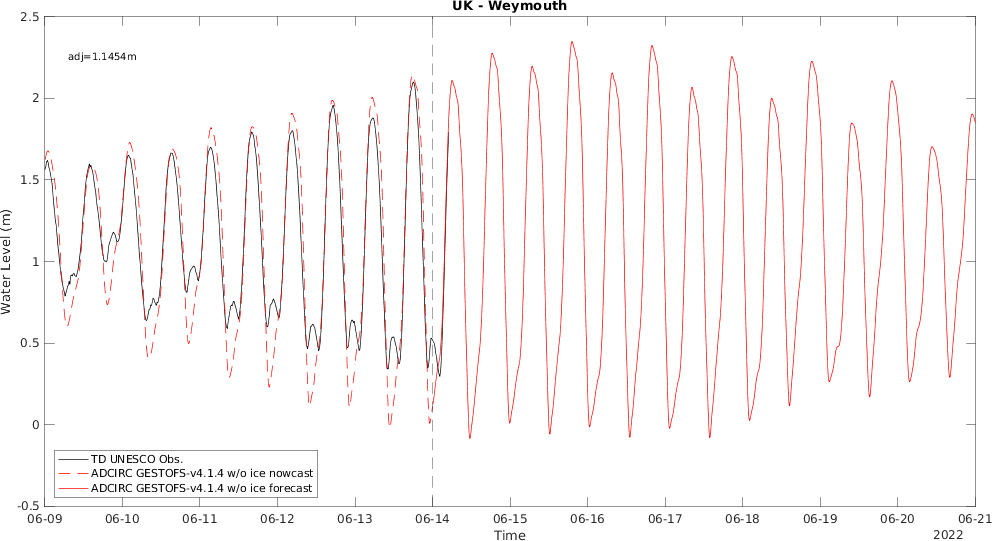 UK - Weymouth
adj=1.1454m
Water Level (m)
2.5
2
1.5
1
0.5
0
-0.5
TD UNESCO Obs.
ADCIRC GESTOFS-v4.1.4 w/o ice nowcast
ADCIRC GESTOFS-v4.1.4 w/o ice forecast
06-09 06-10 06-11 06-12 06-13 06-14 06-15 06-16 06-17 06-18 06-19 06-20 06-21
Time
2022